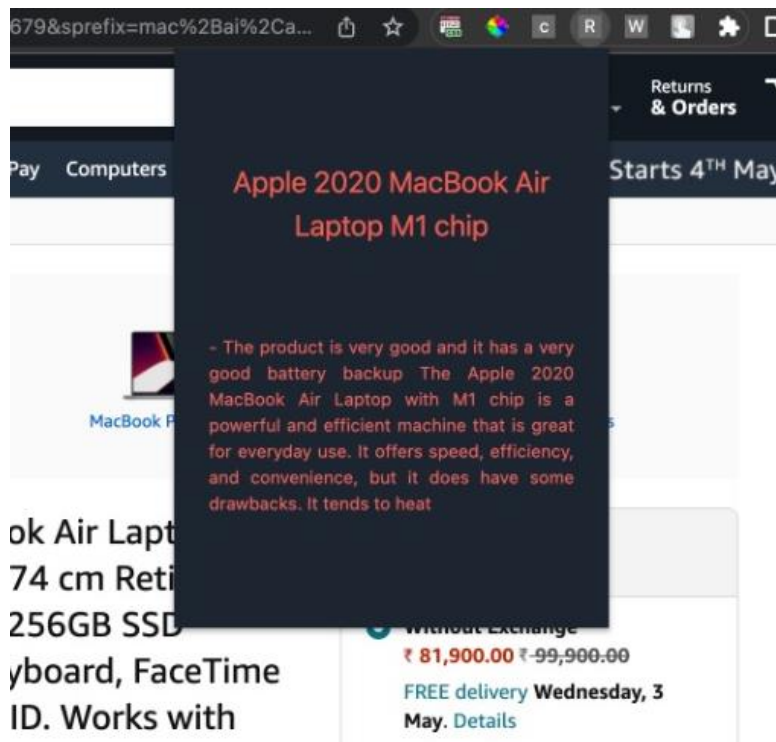 679&sprefix=mac%2Bai%2Ca...
C
R
W
Returns
& Orders
Pay Computers
Starts 4TH May
Apple 2020 MacBook Air
Laptop M1 chip
- The product is very good and it has a very
good battery backup The Apple 2020
MacBook Air Laptop with M1 chip is a
powerful and efficient machine that is great
for everyday use. It offers speed, efficiency,
and convenience, but it does have some
drawbacks. It tends to heat
MacBook P
s
ok Air Lapt
74 cm Reti
256GB SSD
yboard, FaceTime
ID. Works with
Without Exchange
₹ 81,900.00 ₹ 99,900.00
FREE delivery Wednesday, 3
May. Details